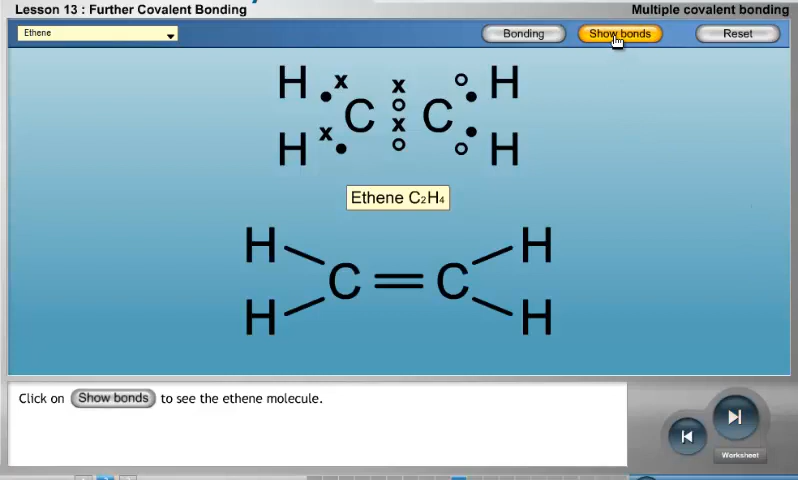 Lesson 13 : Further Covalent Bonding
Multiple covalent bonding
Ethene
Bonding
Show bonds
Reset
H x x H
C C
H x x H
Ethene C₂H₄
H H
C = C
H H
Click on Show bonds to see the ethene molecule.
Worksheet